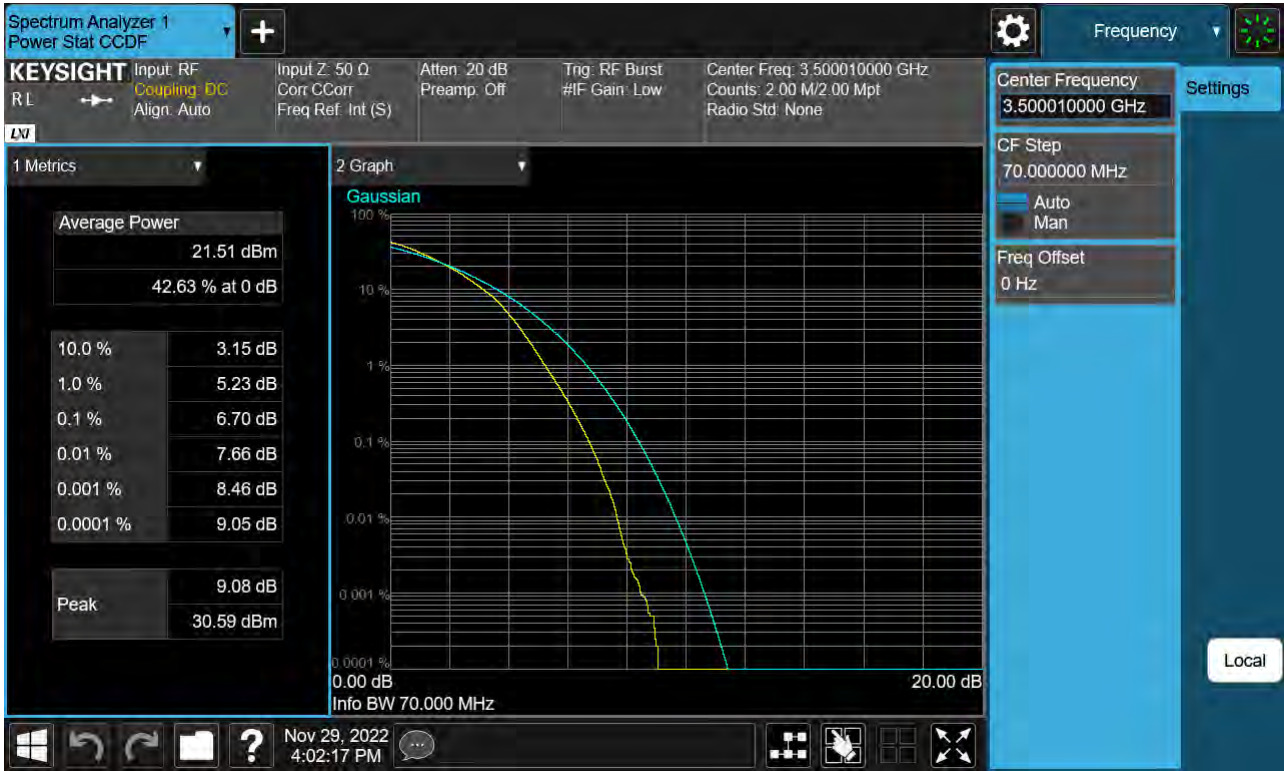 Spectrum Analyzer 1
Power Stat CCDF
Frequency
KEYSIGHT
R L
LXI
Input: RF
Coupling: DC
Align: Auto
Input Z: 50 Ω
Corr CCorr
Freq Ref: Int (S)
Atten: 20 dB
Preamp: Off
Trig: RF Burst
#IF Gain: Low
Center Freq: 3.500010000 GHz
Counts: 2.00 M/2.00 Mpt
Radio Std: None
Center Frequency
3.500010000 GHz
Settings
CF Step
70.000000 MHz
Auto
Man
Freq Offset
0 Hz
Local
1 Metrics
Average Power
21.51 dBm
42.63 % at 0 dB
10.0 % 3.15 dB
1.0 % 5.23 dB
0.1 % 6.70 dB
0.01 % 7.66 dB
0.001 % 8.46 dB
0.0001 % 9.05 dB
Peak
9.08 dB
30.59 dBm
2 Graph
Gaussian
100 %
10 %
1 %
0.1 %
0.01 %
0.001 %
0.0001 %
0.00 dB 20.00 dB
Info BW 70.000 MHz
?
Nov 29, 2022
4:02:17 PM